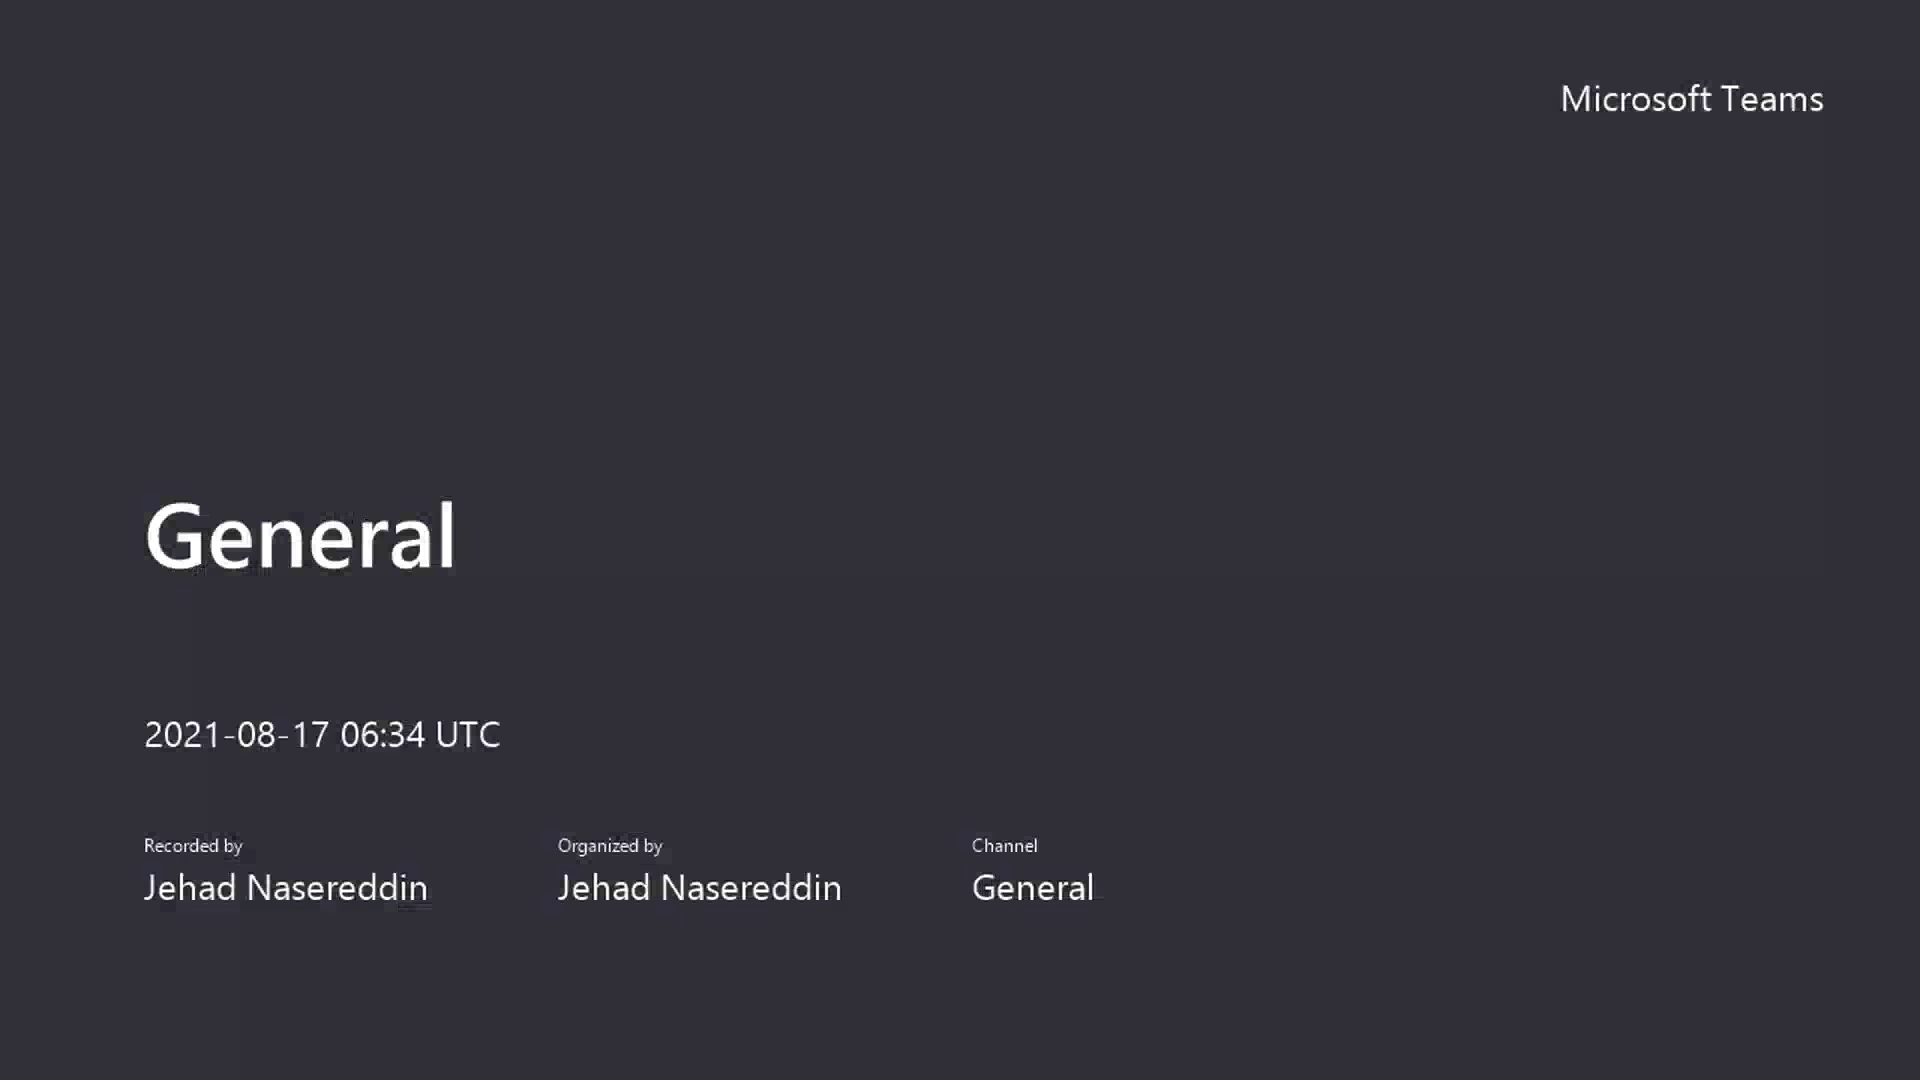 Microsoft Teams
General
2021-08-17 06:34 UTC
Recorded by
Jehad Nasereddin
Organized by
Jehad Nasereddin
Channel
General